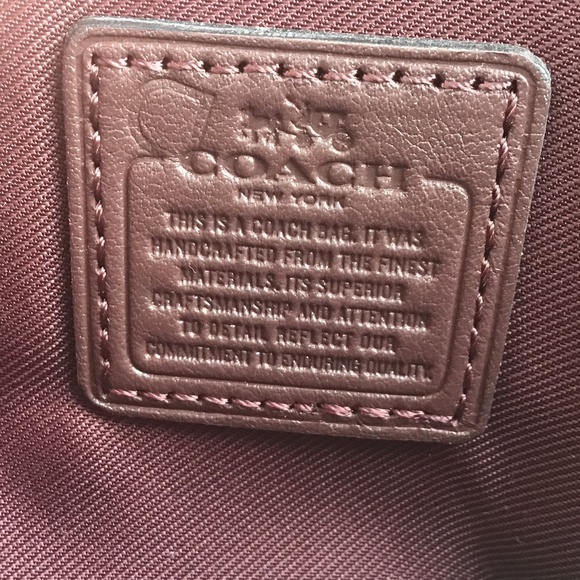 COACH
NEW YORK
THIS IS A COACH BAG. IT WAS
HANDCRAFTED FROM THE FINEST
MATERIALS. ITS SUPERIOR
CRAFTSMANSHIP AND ATTENTION
TO DETAIL REFLECT OUR
COMMITMENT TO ENDURING QUALITY.